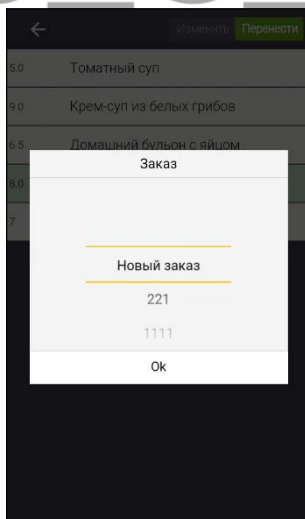 Изменить Перенести
5.0 Томатный суп
9.0 Крем-суп из белых грибов
6.5 Домашний бульон с яйцом
8.0
7
Заказ
Новый заказ
221
1111
Ok